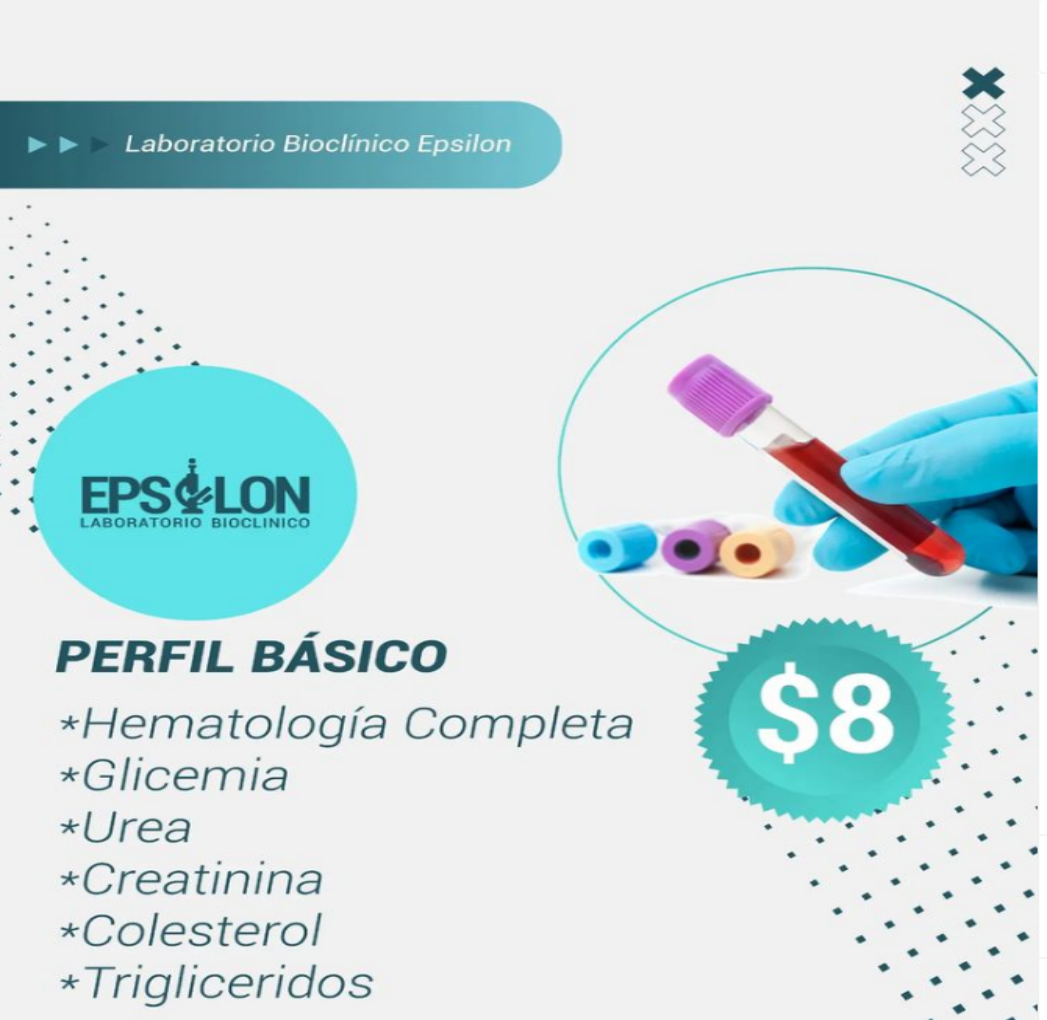 Laboratorio Bioclínico Epsilon
EPSILON
LABORATORIO BIOCLINICO
PERFIL BÁSICO
$8
*Hematología Completa
*Glicemia
*Urea
*Creatinina
*Colesterol
*Trigliceridos